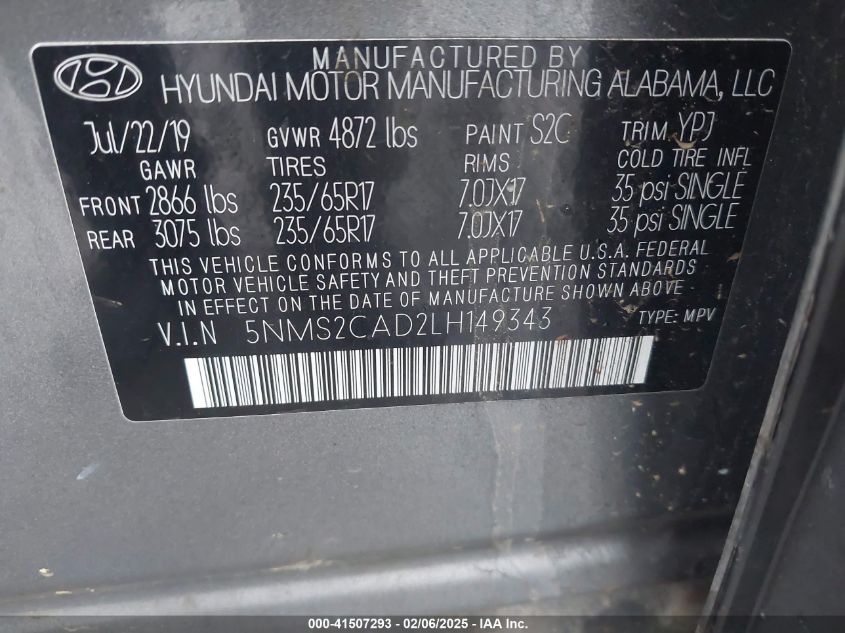 MANUFACTURED BY
HYUNDAI MOTOR MANUFACTURING ALABAMA, LLC
Jul/22/19 GVWR 4872 lbs PAINT S2C TRIM YPJ
GAWR TIRES RIMS COLD TIRE INFL
FRONT 2866 lbs 235/65R17 7.0JX17 35 psi SINGLE
REAR 3075 lbs 235/65R17 7.0JX17 35 psi SINGLE
THIS VEHICLE CONFORMS TO ALL APPLICABLE U.S.A. FEDERAL
MOTOR VEHICLE SAFETY AND THEFT PREVENTION STANDARDS
IN EFFECT ON THE DATE OF MANUFACTURE SHOWN ABOVE
V.I.N 5NMS2CAD2LH149343 TYPE: MPV
000-41507293 - 02/06/2025 - IAA Inc.